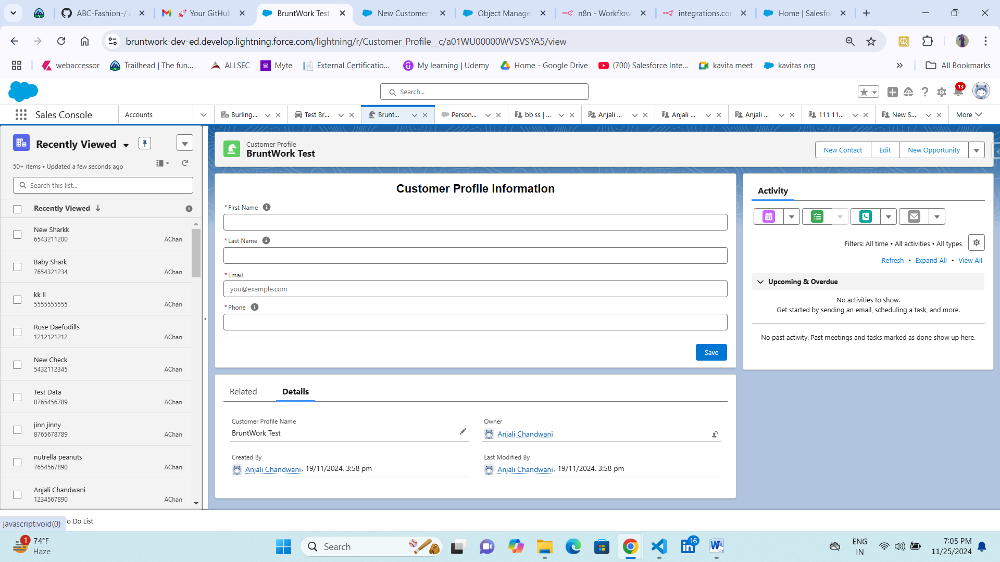 ABC-Fashion-/ a
🚀 Your GitHub
BruntWork Test
New Customer
Object Manage
n8n - Workflow
integrations.cor
Home | Salesfor
bruntwork-dev-ed.develop.lightning.force.com/lightning/r/Customer_Profile__c/a01WU00000WVSVSYA5/view
webaccessor
Trailhead | The fun...
ALLSEC
Myte
External Certificatio...
My learning | Udemy
Home - Google Drive
(700) Salesforce Inte...
kavita meet
kavitas org
All Bookmarks
Search...
13
Sales Console
Accounts
Burling...
Test Br...
Brunt...
Person...
bb ss | ...
Anjali ...
Anjali ...
Anjali ...
111 11...
New S...
More
Recently Viewed
50+ items • Updated a few seconds ago
Search this list...
Recently Viewed
New Sharkk
6543211200 AChan
Baby Shark
7654321234 AChan
kk ll
5555555555 AChan
Rose Daefodills
1212121212 AChan
New Check
5432112345 AChan
Test Data
8765456789 AChan
jinn jinny
8765678789 AChan
nutrella peanuts
7654567890 AChan
Anjali Chandwani
1234567890 AChan
Customer Profile
BruntWork Test
New Contact
Edit
New Opportunity
Customer Profile Information
*First Name
*Last Name
*Email
you@example.com
*Phone
Save
Related
Details
Customer Profile Name
BruntWork Test
Owner
Anjali Chandwani
Created By
Anjali Chandwani, 19/11/2024, 3:58 pm
Last Modified By
Anjali Chandwani, 19/11/2024, 3:58 pm
Activity
Filters: All time • All activities • All types
Refresh • Expand All • View All
Upcoming & Overdue
No activities to show.
Get started by sending an email, scheduling a task, and more.
No past activity. Past meetings and tasks marked as done show up here.
javascript:void(0)
To Do List
1
74°F
Haze
Search
16
ENG
IN
7:05 PM
11/25/2024